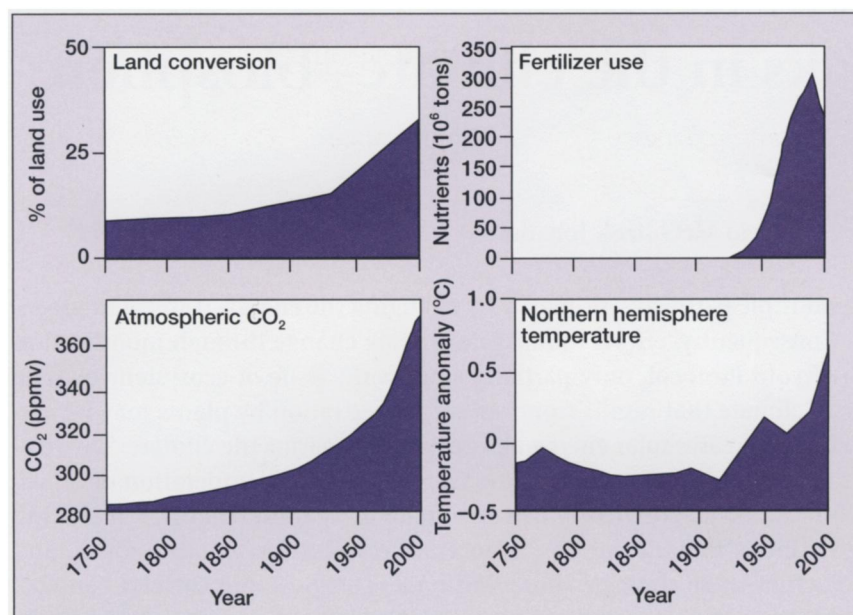 Land conversion
% of land use
50
25
0
Fertilizer use
Nutrients (10⁶ tons)
350
300
250
200
150
100
50
0
Atmospheric CO₂
CO₂ (ppmv)
360
340
320
300
280
1750
1800
1850
1900
1950
2000
Year
Northern hemisphere
temperature
Temperature anomaly (°C)
1.0
0.5
0
–0.5
1750
1800
1850
1900
1950
2000
Year